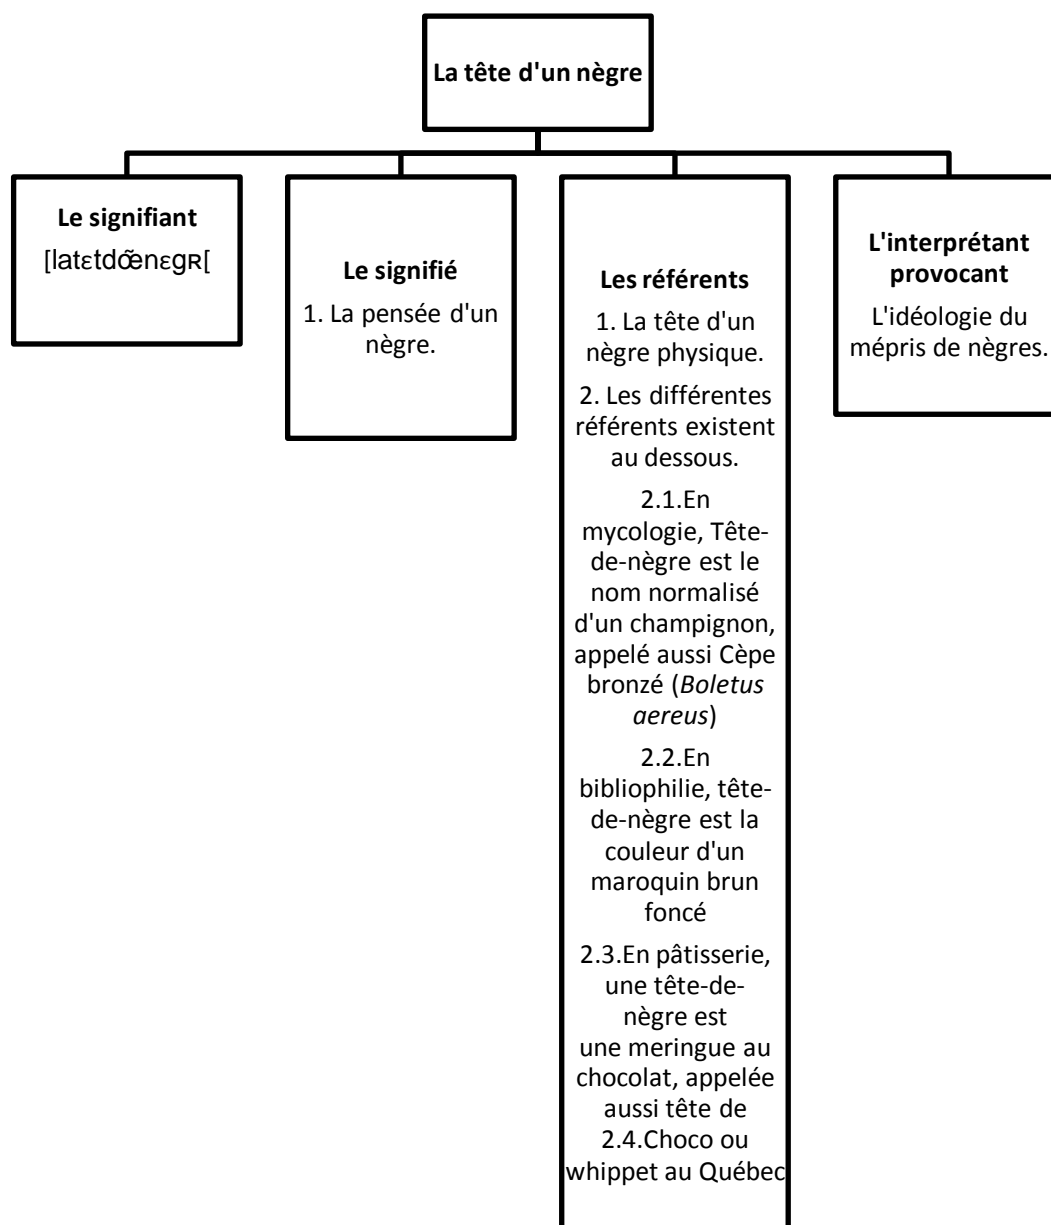 La tête d'un nègre
Le signifiant
[latɛtdœ̃nɛgʀ[
Le signifié
1. La pensée d'un
nègre.
Les référents
1. La tête d'un
nègre physique.
2. Les différentes
référents existent
au dessous.
2.1.En
mycologie, Tête-
de-nègre est le
nom normalisé
d'un champignon,
appelé aussi Cèpe
bronzé (Boletus
aereus)
2.2.En
bibliophilie, tête-
de-nègre est la
couleur d'un
maroquin brun
foncé
2.3.En pâtisserie,
une tête-de-
nègre est
une meringue au
chocolat, appelée
aussi tête de
2.4.Choco ou
whippet au Québec
L'interprétant
provocant
L'idéologie du
mépris de nègres.